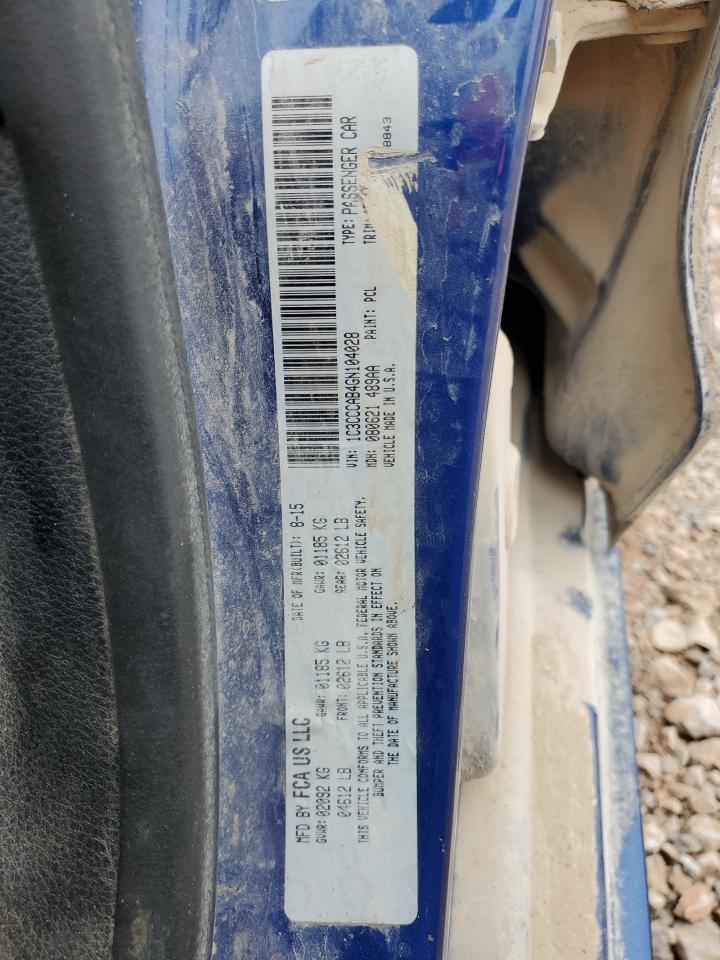 MFD BY FCA US LLC
DATE OF MFR(BUILT): 8-15
GVWR: 02092 KG GAWR: 01185 KG GAWR: 01185 KG
04612 LB FRONT: 02612 LB REAR: 02612 LB
THIS VEHICLE CONFORMS TO ALL APPLICABLE U.S.A. FEDERAL MOTOR VEHICLE SAFETY,
BUMPER AND THEFT PREVENTION STANDARDS IN EFFECT ON
THE DATE OF MANUFACTURE SHOWN ABOVE.
VIN: 1C3CCCAB4GN104028 TYPE: PASSENGER CAR
MDH: 080621 489AA PAINT: PCL TRIM:
VEHICLE MADE IN U.S.A. 8843